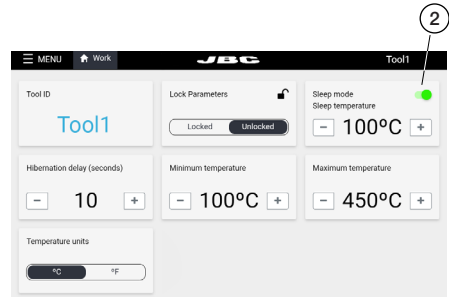 2
MENU Work JBC Tool1
Tool ID
Tool1
Lock Parameters
Locked Unlocked
Sleep mode
Sleep temperature
- 100ºC +
Hibernation delay (seconds)
- 10 +
Minimum temperature
- 100ºC +
Maximum temperature
- 450ºC +
Temperature units
ºC ºF